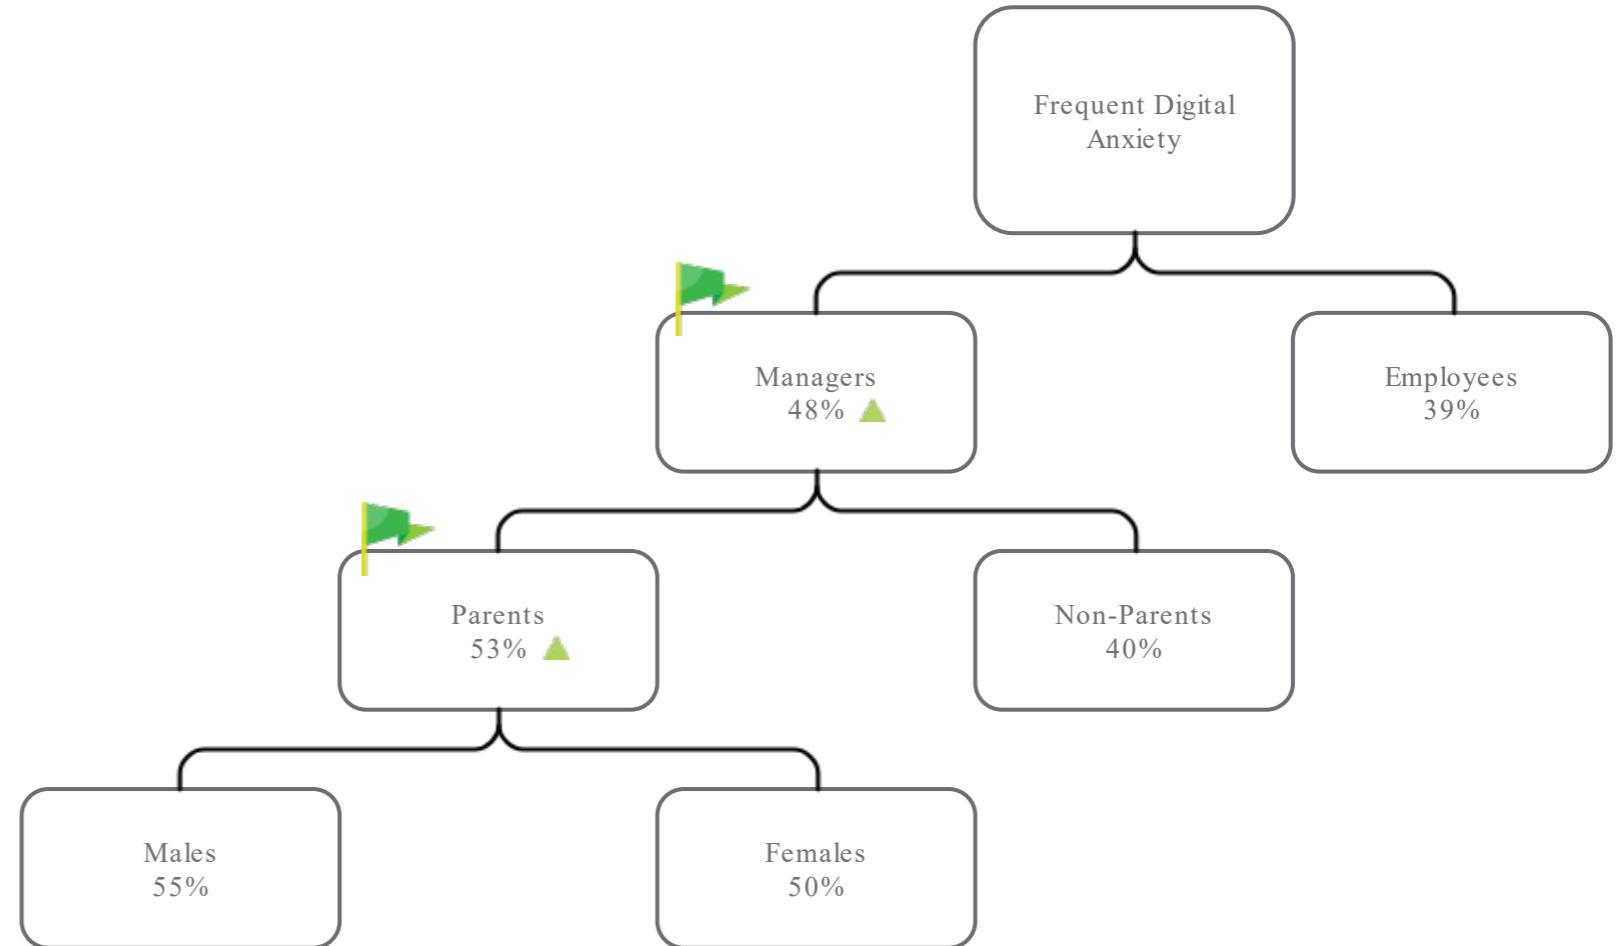 Frequent Digital
Anxiety
Managers
48%
Employees
39%
Parents
53%
Non-Parents
40%
Males
55%
Females
50%